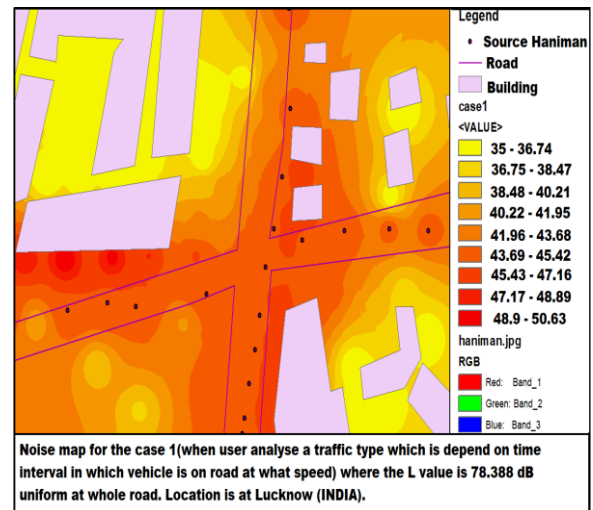 Legend
Source Haniman
Road
Building
case1
<VALUE>
35 - 36.74
36.75 - 38.47
38.48 - 40.21
40.22 - 41.95
41.96 - 43.68
43.69 - 45.42
45.43 - 47.16
47.17 - 48.89
48.9 - 50.63
haniman.jpg
RGB
Red: Band_1
Green: Band_2
Blue: Band_3
Noise map for the case 1(when user analyse a traffic type which is depend on time
interval in which vehicle is on road at what speed) where the L value is 78.388 dB
uniform at whole road. Location is at Lucknow (INDIA).